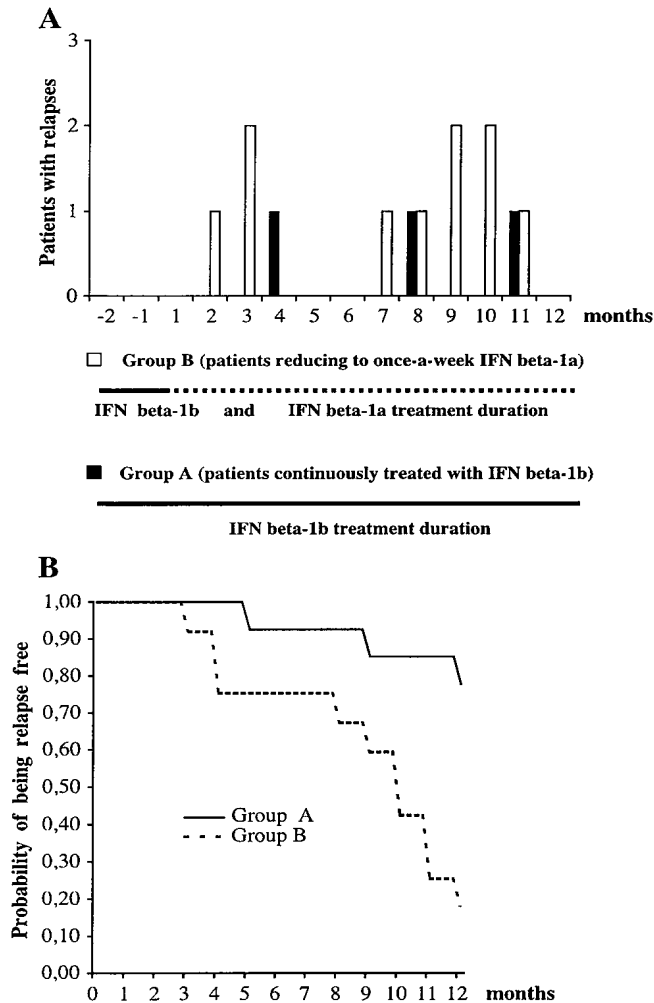 A
Patients with relapses
3
2
1
0
-2 -1 1 2 3 4 5 6 7 8 9 10 11 12 months
Group B (patients reducing to once-a-week IFN beta-1a)
IFN beta-1b and IFN beta-1a treatment duration
Group A (patients continuously treated with IFN beta-1b)
IFN beta-1b treatment duration
B
Probability of being relapse free
1,00
0,90
0,80
0,70
0,60
0,50
0,40
0,30
0,20
0,10
0,00
Group A
Group B
0 1 2 3 4 5 6 7 8 9 10 11 12 months